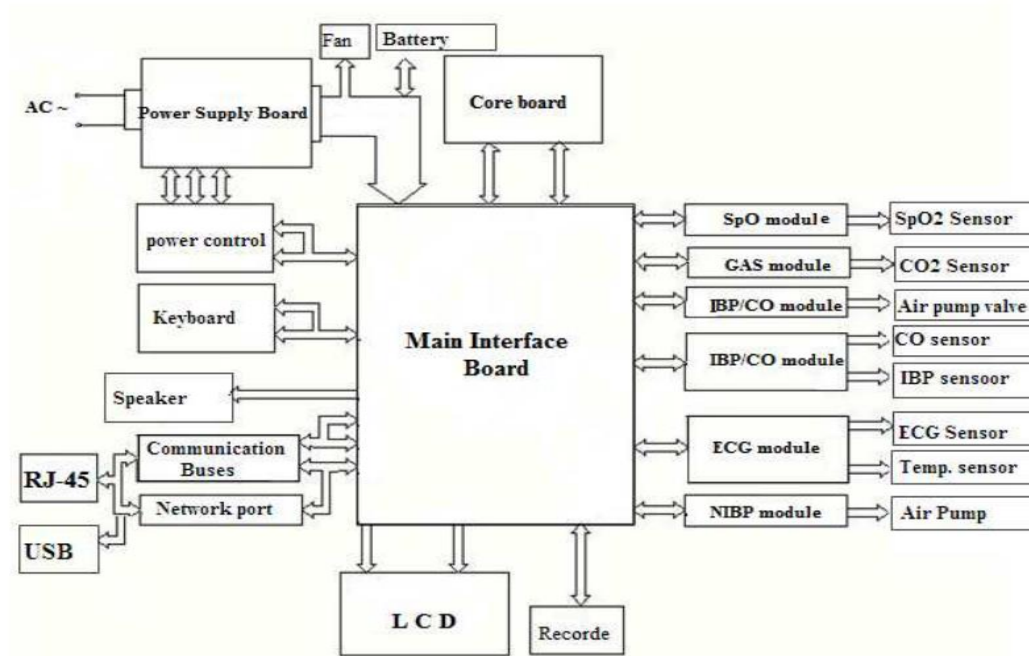 Fan
Battery
AC ~
Power Supply Board
Core board
power control
SpO module
SpO2 Sensor
GAS module
CO2 Sensor
IBP/CO module
Air pump valve
Keyboard
Main Interface
Board
IBP/CO module
CO sensor
IBP sensoor
Speaker
ECG module
ECG Sensor
Temp. sensor
Communication
Buses
RJ-45
Network port
NIBP module
Air Pump
USB
L C D
Recorde